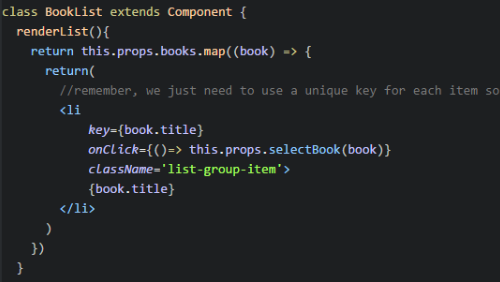 class BookList extends Component {
renderList(){
return this.props.books.map((book) => {
return(
//remember, we just need to use a unique key for each item so
<li
key={book.title}
onClick={()=> this.props.selectBook(book)}
className='list-group-item'>
{book.title}
</li>
)
})
}